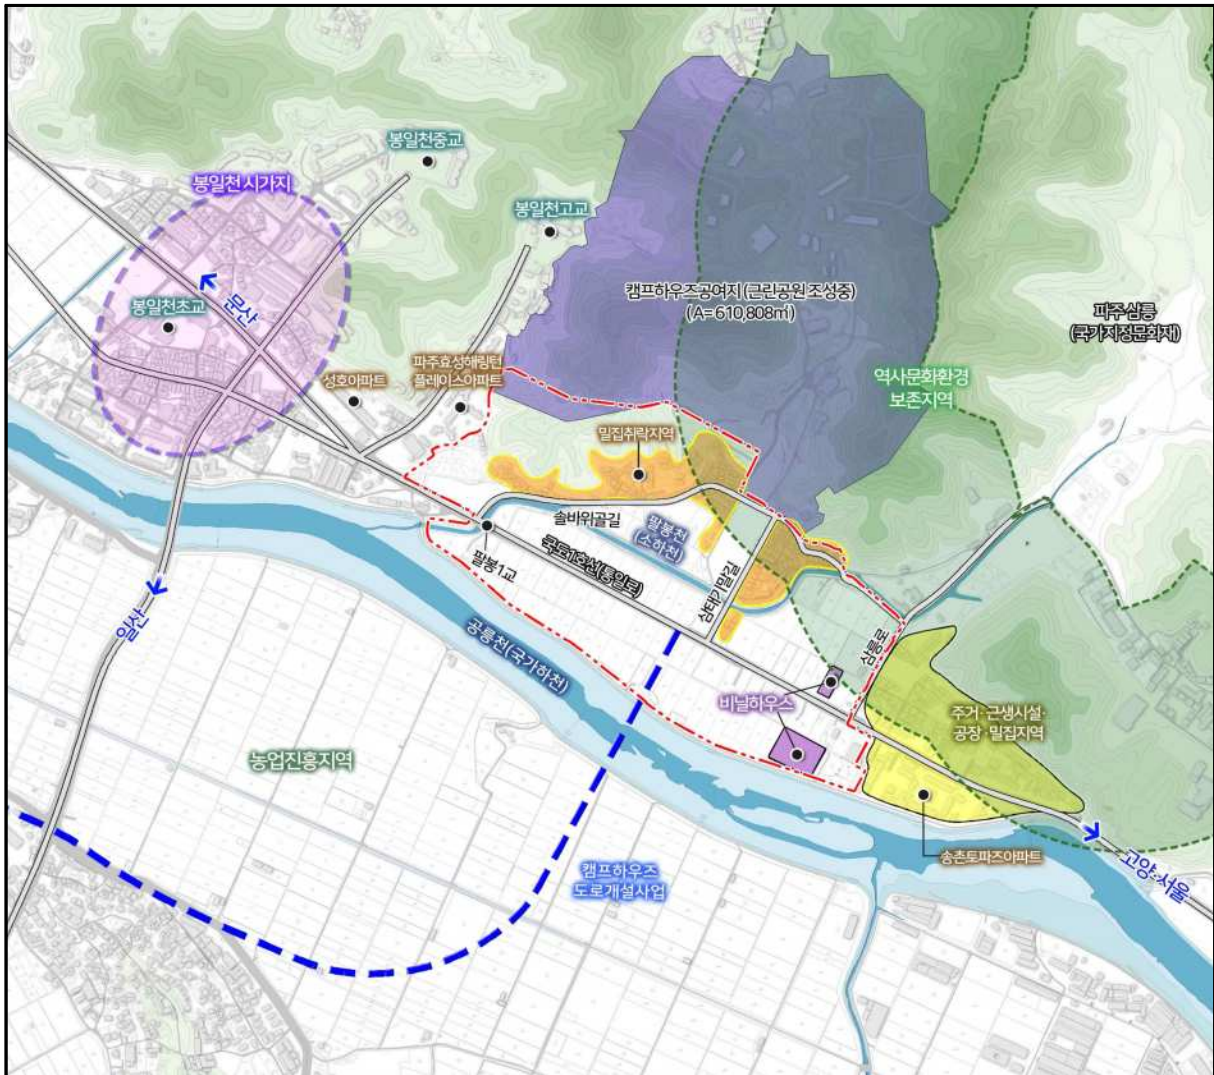 봉일천중교
봉일천 시가지
봉일천고교
캠프하우즈공여지 (근린공원 조성중)
(A= 610,808㎡)
문산
봉일천초교
파주 삼릉
(국가지정문화재)
파주효성해링턴
플레이스아파트
성호아파트
역사문화환경
보존지역
밀집취락지역
솔바위골길
팔봉천
(소하천)
국도1호선(통일로)
팔봉1교
삼태기말길
일산
공릉천(국가하천)
삼릉로
비닐하우스
주거·근생시설·
공장·밀집지역
농업진흥지역
송촌토파즈아파트
캠프하우즈
도로개설사업
고양·서울